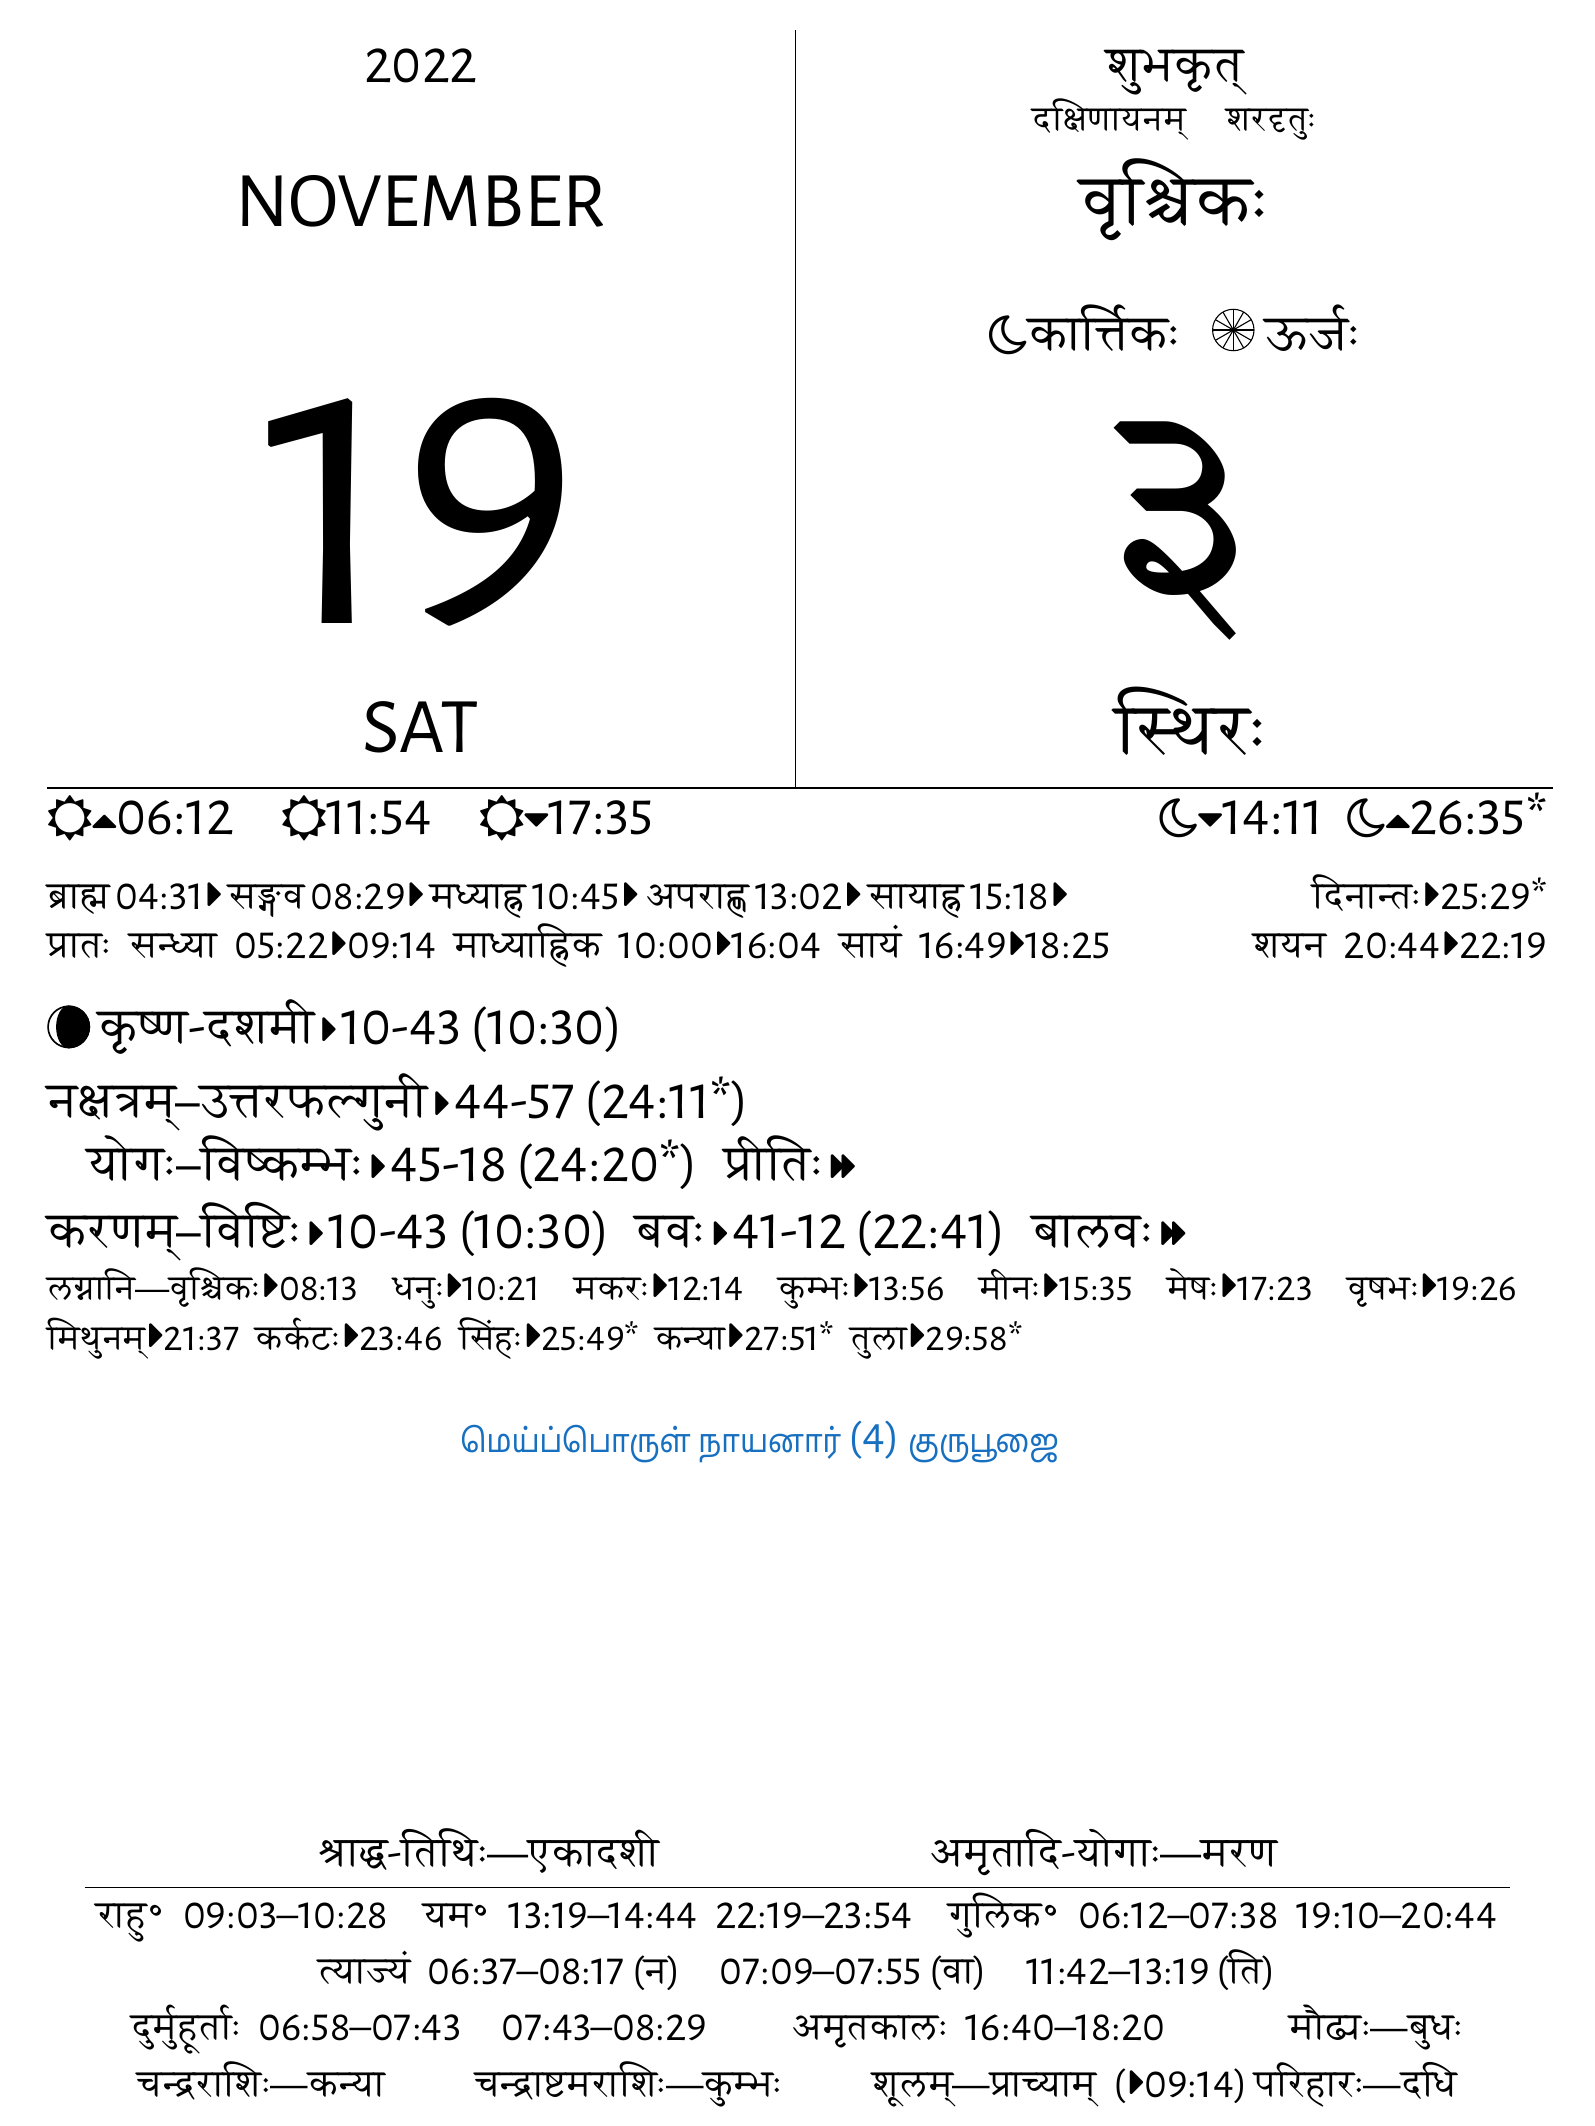 2022
NOVEMBER
19
SAT
शुभकृत्
दक्षिणायनम् शरदृतुः
वृश्चिकः
कार्त्तिकः ऊर्जः
३
स्थिरः
06:12 11:54 17:35 14:11 26:35*
ब्राह्म 04:31 सङ्गव 08:29 मध्याह्न 10:45 अपराह्ण 13:02 सायाह्न 15:18 दिनान्तः 25:29*
प्रातः सन्ध्या 05:22 09:14 माध्याह्निक 10:00 16:04 सायं 16:49 18:25 शयन 20:44 22:19
कृष्ण-दशमी 10-43 (10:30)
नक्षत्रम्–उत्तरफल्गुनी 44-57 (24:11*)
योगः–विष्कम्भः 45-18 (24:20*) प्रीतिः
करणम्–विष्टिः 10-43 (10:30) बवः 41-12 (22:41) बालवः
लग्नानि—वृश्चिकः 08:13 धनुः 10:21 मकरः 12:14 कुम्भः 13:56 मीनः 15:35 मेषः 17:23 वृषभः 19:26
मिथुनम् 21:37 कर्कटः 23:46 सिंहः 25:49* कन्या 27:51* तुला 29:58*
மெய்ப்பொருள் நாயனார் (4) குருபூஜை
श्राद्ध-तिथिः—एकादशी अमृतादि-योगाः—मरण
राहु॰ 09:03–10:28 यम॰ 13:19–14:44 22:19–23:54 गुलिक॰ 06:12–07:38 19:10–20:44
त्याज्यं 06:37–08:17 (न) 07:09–07:55 (वा) 11:42–13:19 (ति)
दुर्मुहूर्ताः 06:58–07:43 07:43–08:29 अमृतकालः 16:40–18:20 मौढ्यः—बुधः
चन्द्रराशिः—कन्या चन्द्राष्टमराशिः—कुम्भः शूलम्—प्राच्याम् ( 09:14) परिहारः—दधि